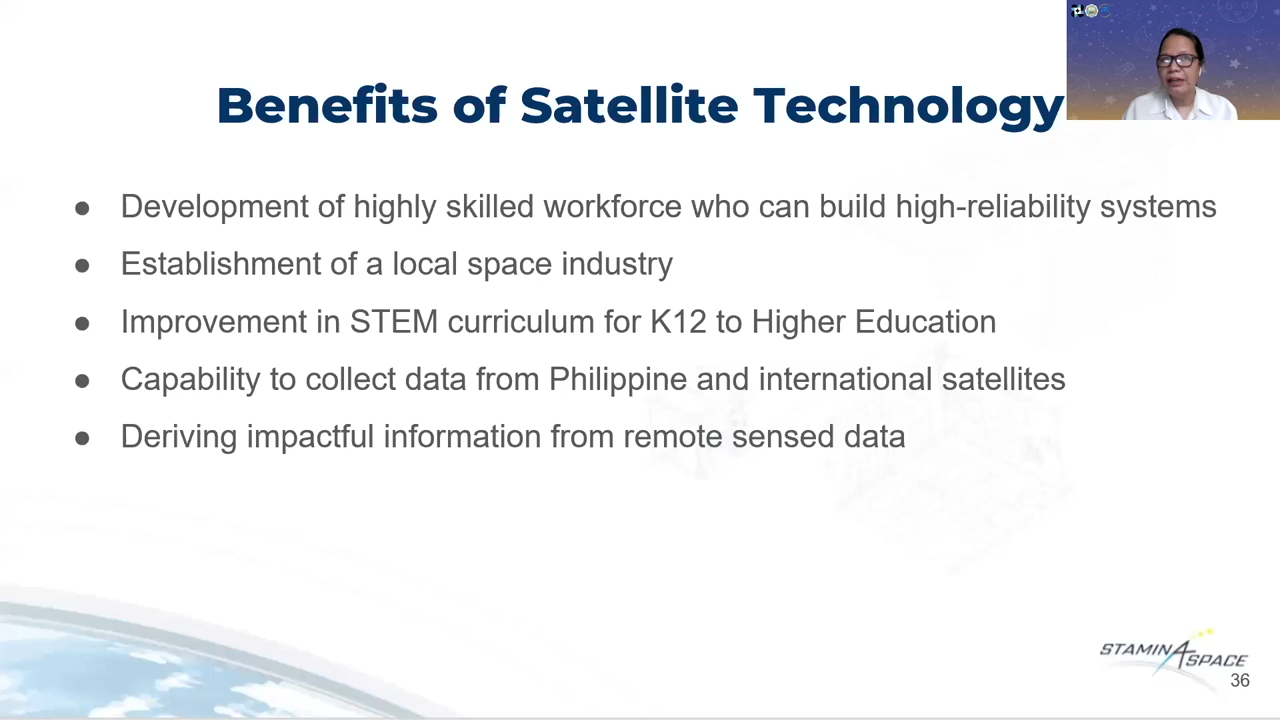 Benefits of Satellite Technology
● Development of highly skilled workforce who can build high-reliability systems
● Establishment of a local space industry
● Improvement in STEM curriculum for K12 to Higher Education
● Capability to collect data from Philippine and international satellites
● Deriving impactful information from remote sensed data
STAMINA4SPACE
36